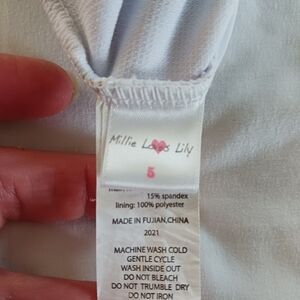 Millie Loves Lily
5
15% spandex
lining: 100% polyester
MADE IN FUJIAN,CHINA
2021
MACHINE WASH COLD
GENTLE CYCLE
WASH INSIDE OUT
DO NOT BLEACH
DO NOT TRUMBLE DRY
DO NOT IRON